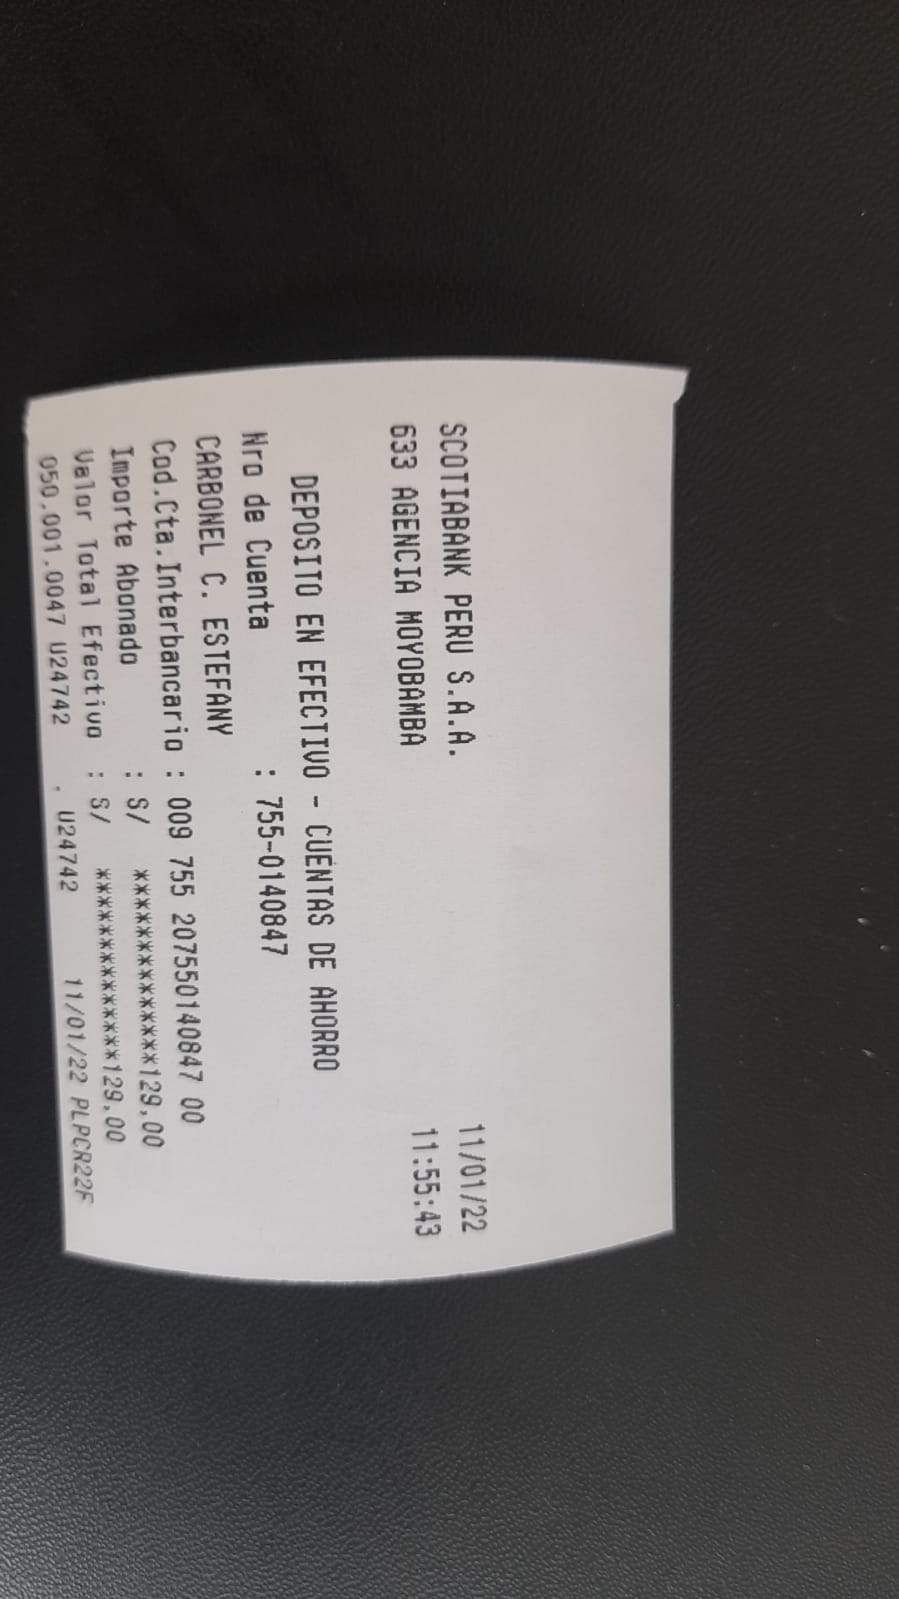 SCOTIABANK PERU S.A.A. 11/01/22
633 AGENCIA MOYOBAMBA 11:55:43
DEPOSITO EN EFECTIVO - CUENTAS DE AHORRO
Nro de Cuenta : 755-0140847
CARBONEL C. ESTEFANY
Cod.Cta.Interbancario : 009 755 207550140847 00
Importe Abonado : S/ **************129.00
Valor Total Efectivo : S/ **************129.00
050.001.0047 U24742 . U24742 11/01/22 PLPCR22F